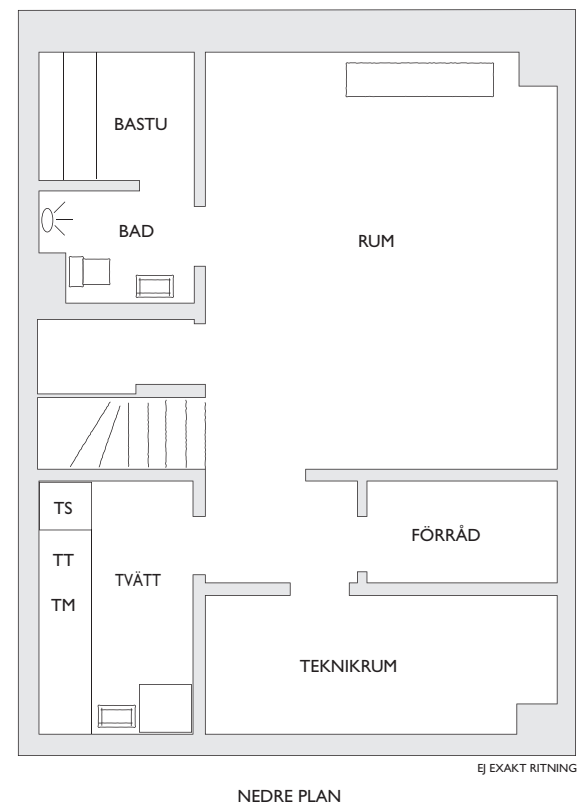 BASTU
BAD
RUM
TS
TT
TM
TVÄTT
FÖRRÅD
TEKNIKRUM
EJ EXAKT RITNING
NEDRE PLAN